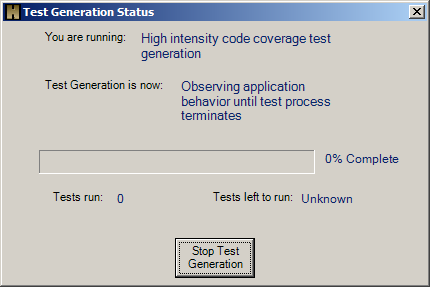 Test Generation Status
You are running: High intensity code coverage test
generation
Test Generation is now: Observing application
behavior until test process
terminates
0% Complete
Tests run: 0 Tests left to run: Unknown
Stop Test
Generation